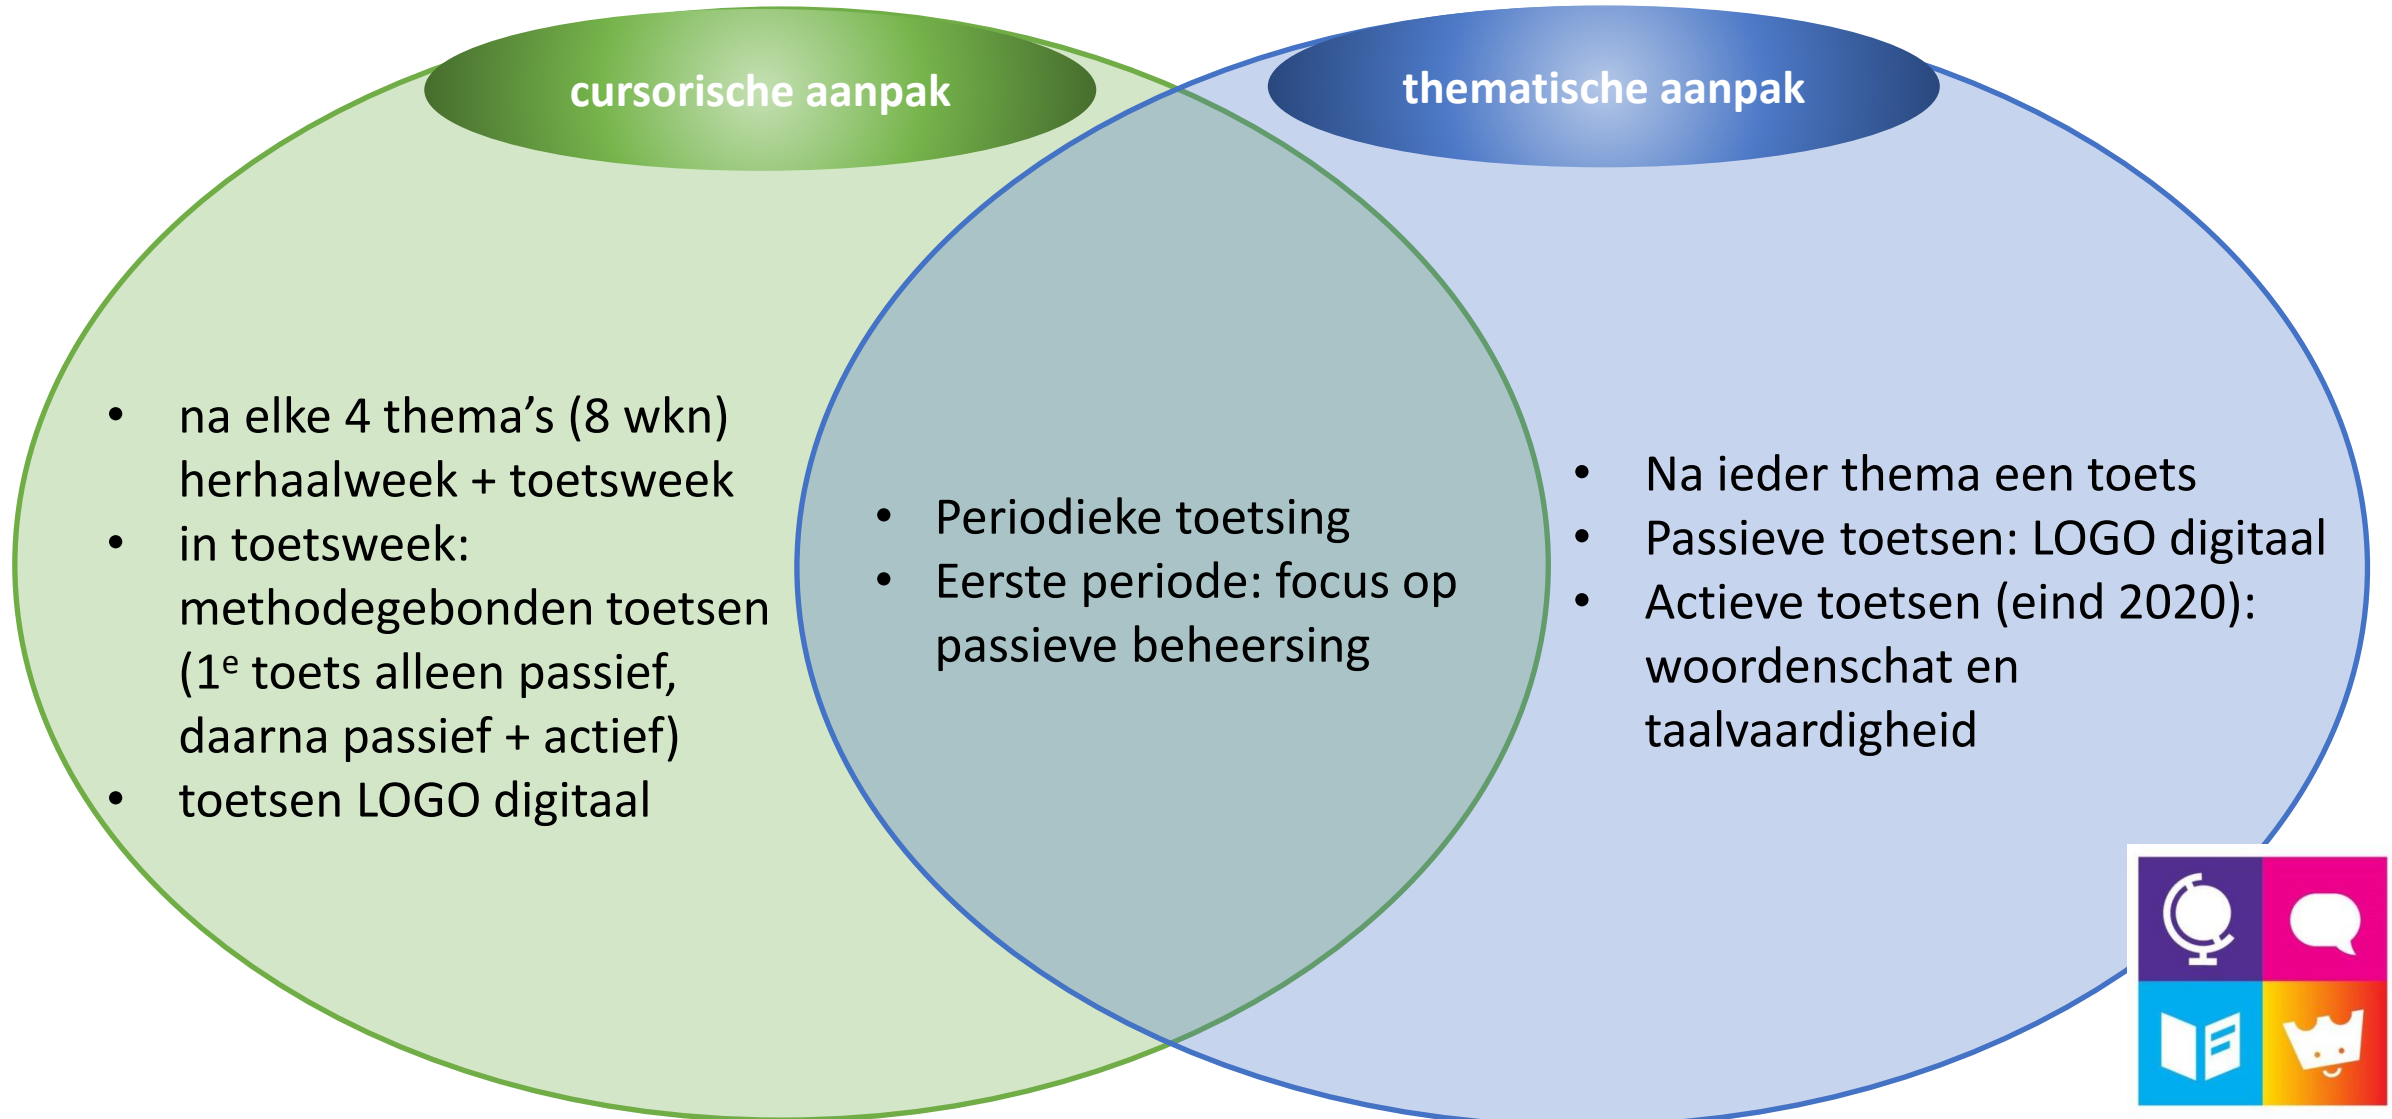 cursorische aanpak
thematische aanpak
• na elke 4 thema’s (8 wkn)
herhaalweek + toetsweek
• in toetsweek:
methodegebonden toetsen
(1e toets alleen passief,
daarna passief + actief)
• toetsen LOGO digitaal
• Periodieke toetsing
• Eerste periode: focus op
passieve beheersing
• Na ieder thema een toets
• Passieve toetsen: LOGO digitaal
• Actieve toetsen (eind 2020):
woordenschat en
taalvaardigheid